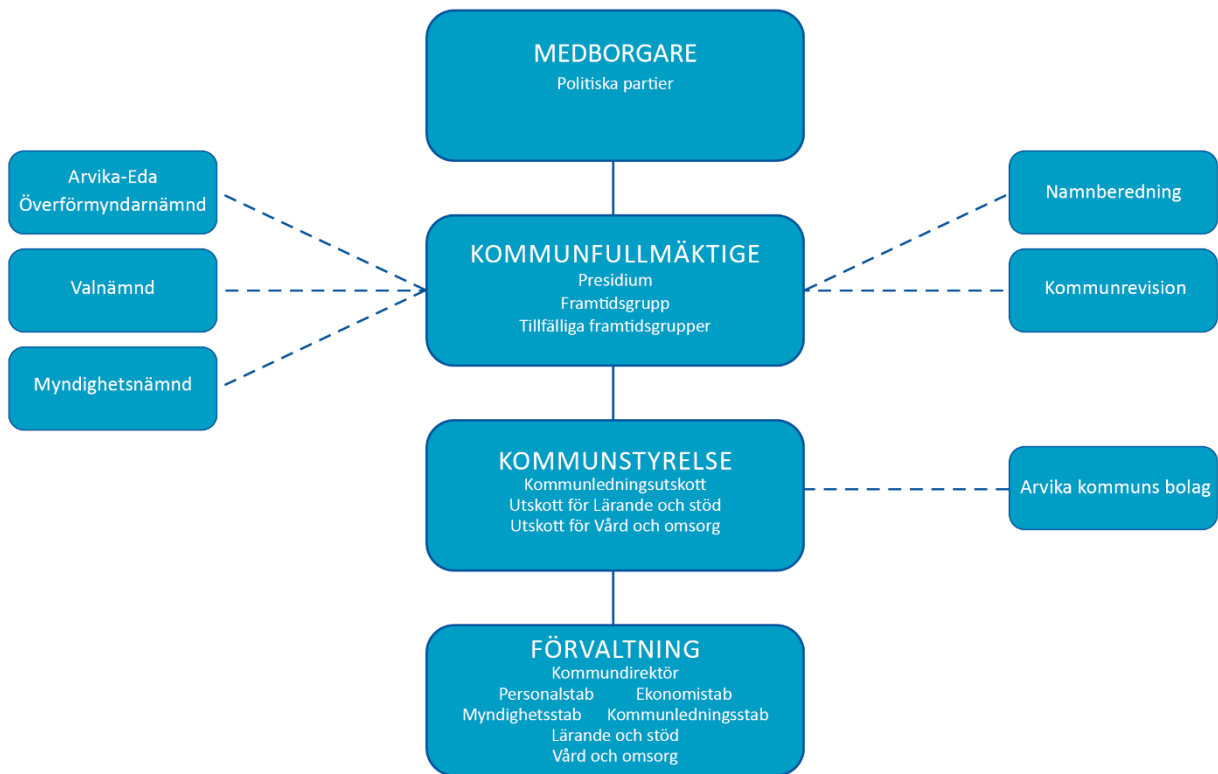 MEDBORGARE
Politiska partier
Arvika-Eda
Överförmyndarnämnd
Valnämnd
Myndighetsnämnd
KOMMUNFULLMÄKTIGE
Presidium
Framtidsgrupp
Tillfälliga framtidsgrupper
Namnberedning
Kommunrevision
KOMMUNSTYRELSE
Kommunledningsutskott
Utskott för Lärande och stöd
Utskott för Vård och omsorg
Arvika kommuns bolag
FÖRVALTNING
Kommundirektör
Personalstab Ekonomistab
Myndighetsstab Kommunledningsstab
Lärande och stöd
Vård och omsorg